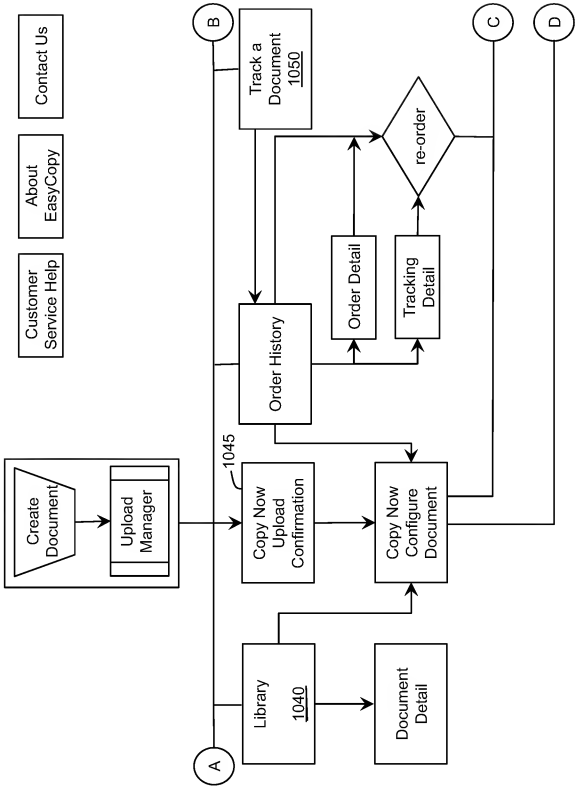 Customer
Service Help
About
EasyCopy
Contact Us
Create
Document
Upload
Manager
A
B
Library
1040
1045
Copy Now
Upload
Confirmation
Order History
Track a
Document
1050
Document
Detail
Copy Now
Configure
Document
Order Detail
Tracking
Detail
re-order
C
D